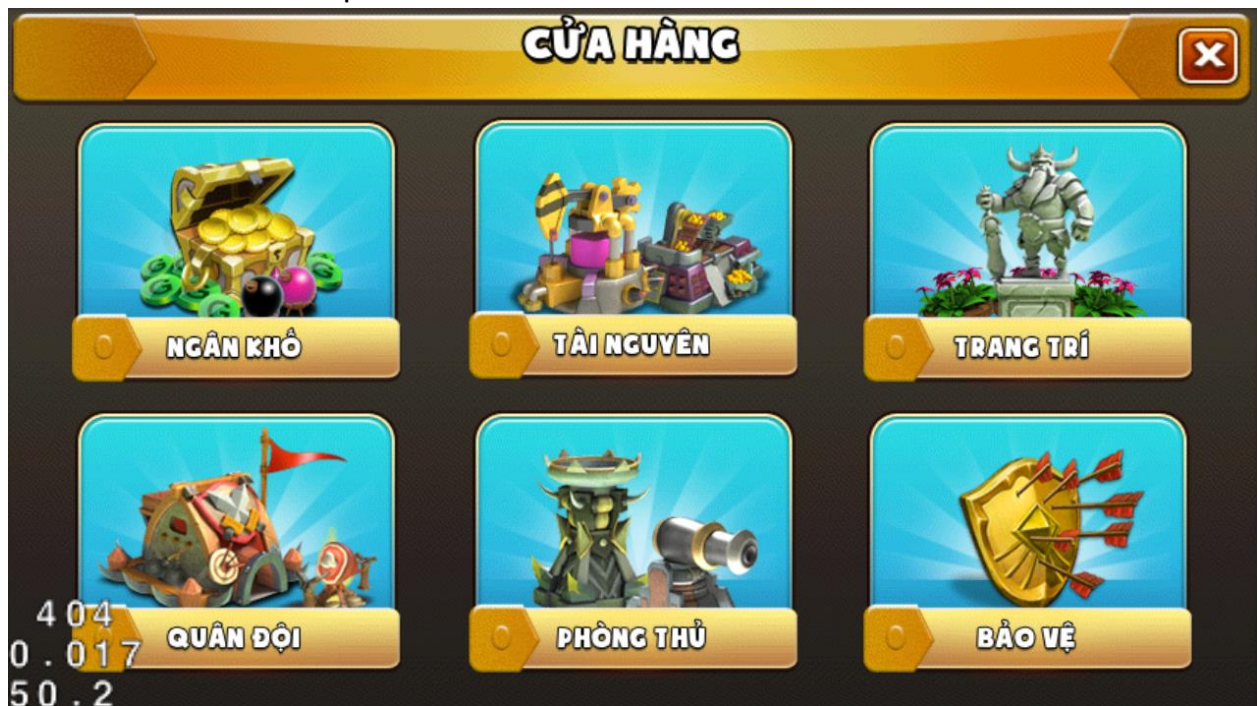 CỬA HÀNG
NGÂN KHỐ
TÀI NGUYÊN
TRANG TRÍ
QUÂN ĐỘI
PHÒNG THỦ
BẢO VỆ
404
0.017
50.2